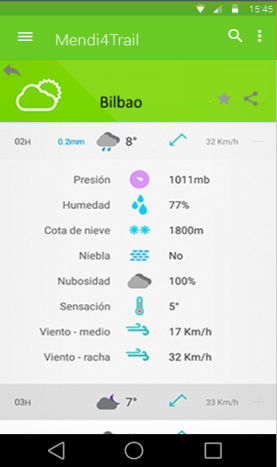 15:45
Mendi4Trail
Bilbao
02H 0.2mm 8° 32 Km/h
Presión 1011mb
Humedad 77%
Cota de nieve 1800m
Niebla No
Nubosidad 100%
Sensación 5°
Viento - medio 17 Km/h
Viento - racha 32 Km/h
03H 7° 33 Km/h